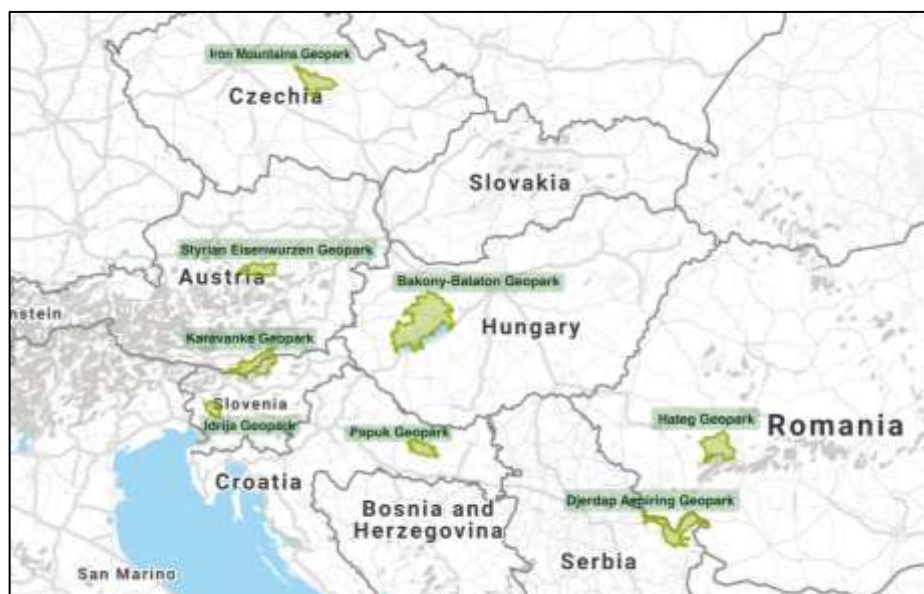 Iron Mountains Geopark
Czechia
Slovakia
Styrian Eisenwurzen Geopark
Austria
Bakony-Balaton Geopark
nstein
Hungary
Karavanke Geopark
Slovenia
Idrija Geopark
Papuk Geopark
Hateg Geopark
Romania
Croatia
Bosnia and
Herzegovina
Djerdap Aspiring Geopark
Serbia
San Marino